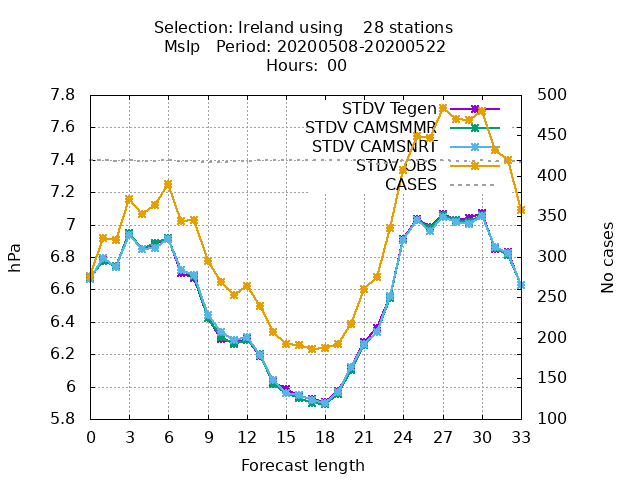 Selection: Ireland using    28 stations
Mslp   Period: 20200508-20200522
Hours: 00
7.8
7.6
7.4
7.2
7
6.8
6.6
6.4
6.2
6
5.8
hPa
500
450
400
350
300
250
200
150
100
No cases
STDV Tegen
STDV CAMSMMR
STDV CAMSNRT
STDV OBS
CASES
0 3 6 9 12 15 18 21 24 27 30 33
Forecast length